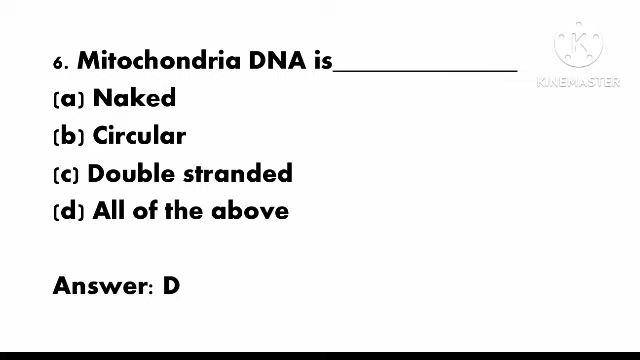 6. Mitochondria DNA is______________
(a) Naked
(b) Circular
(c) Double stranded
(d) All of the above
Answer: D
K
KINEMASTER